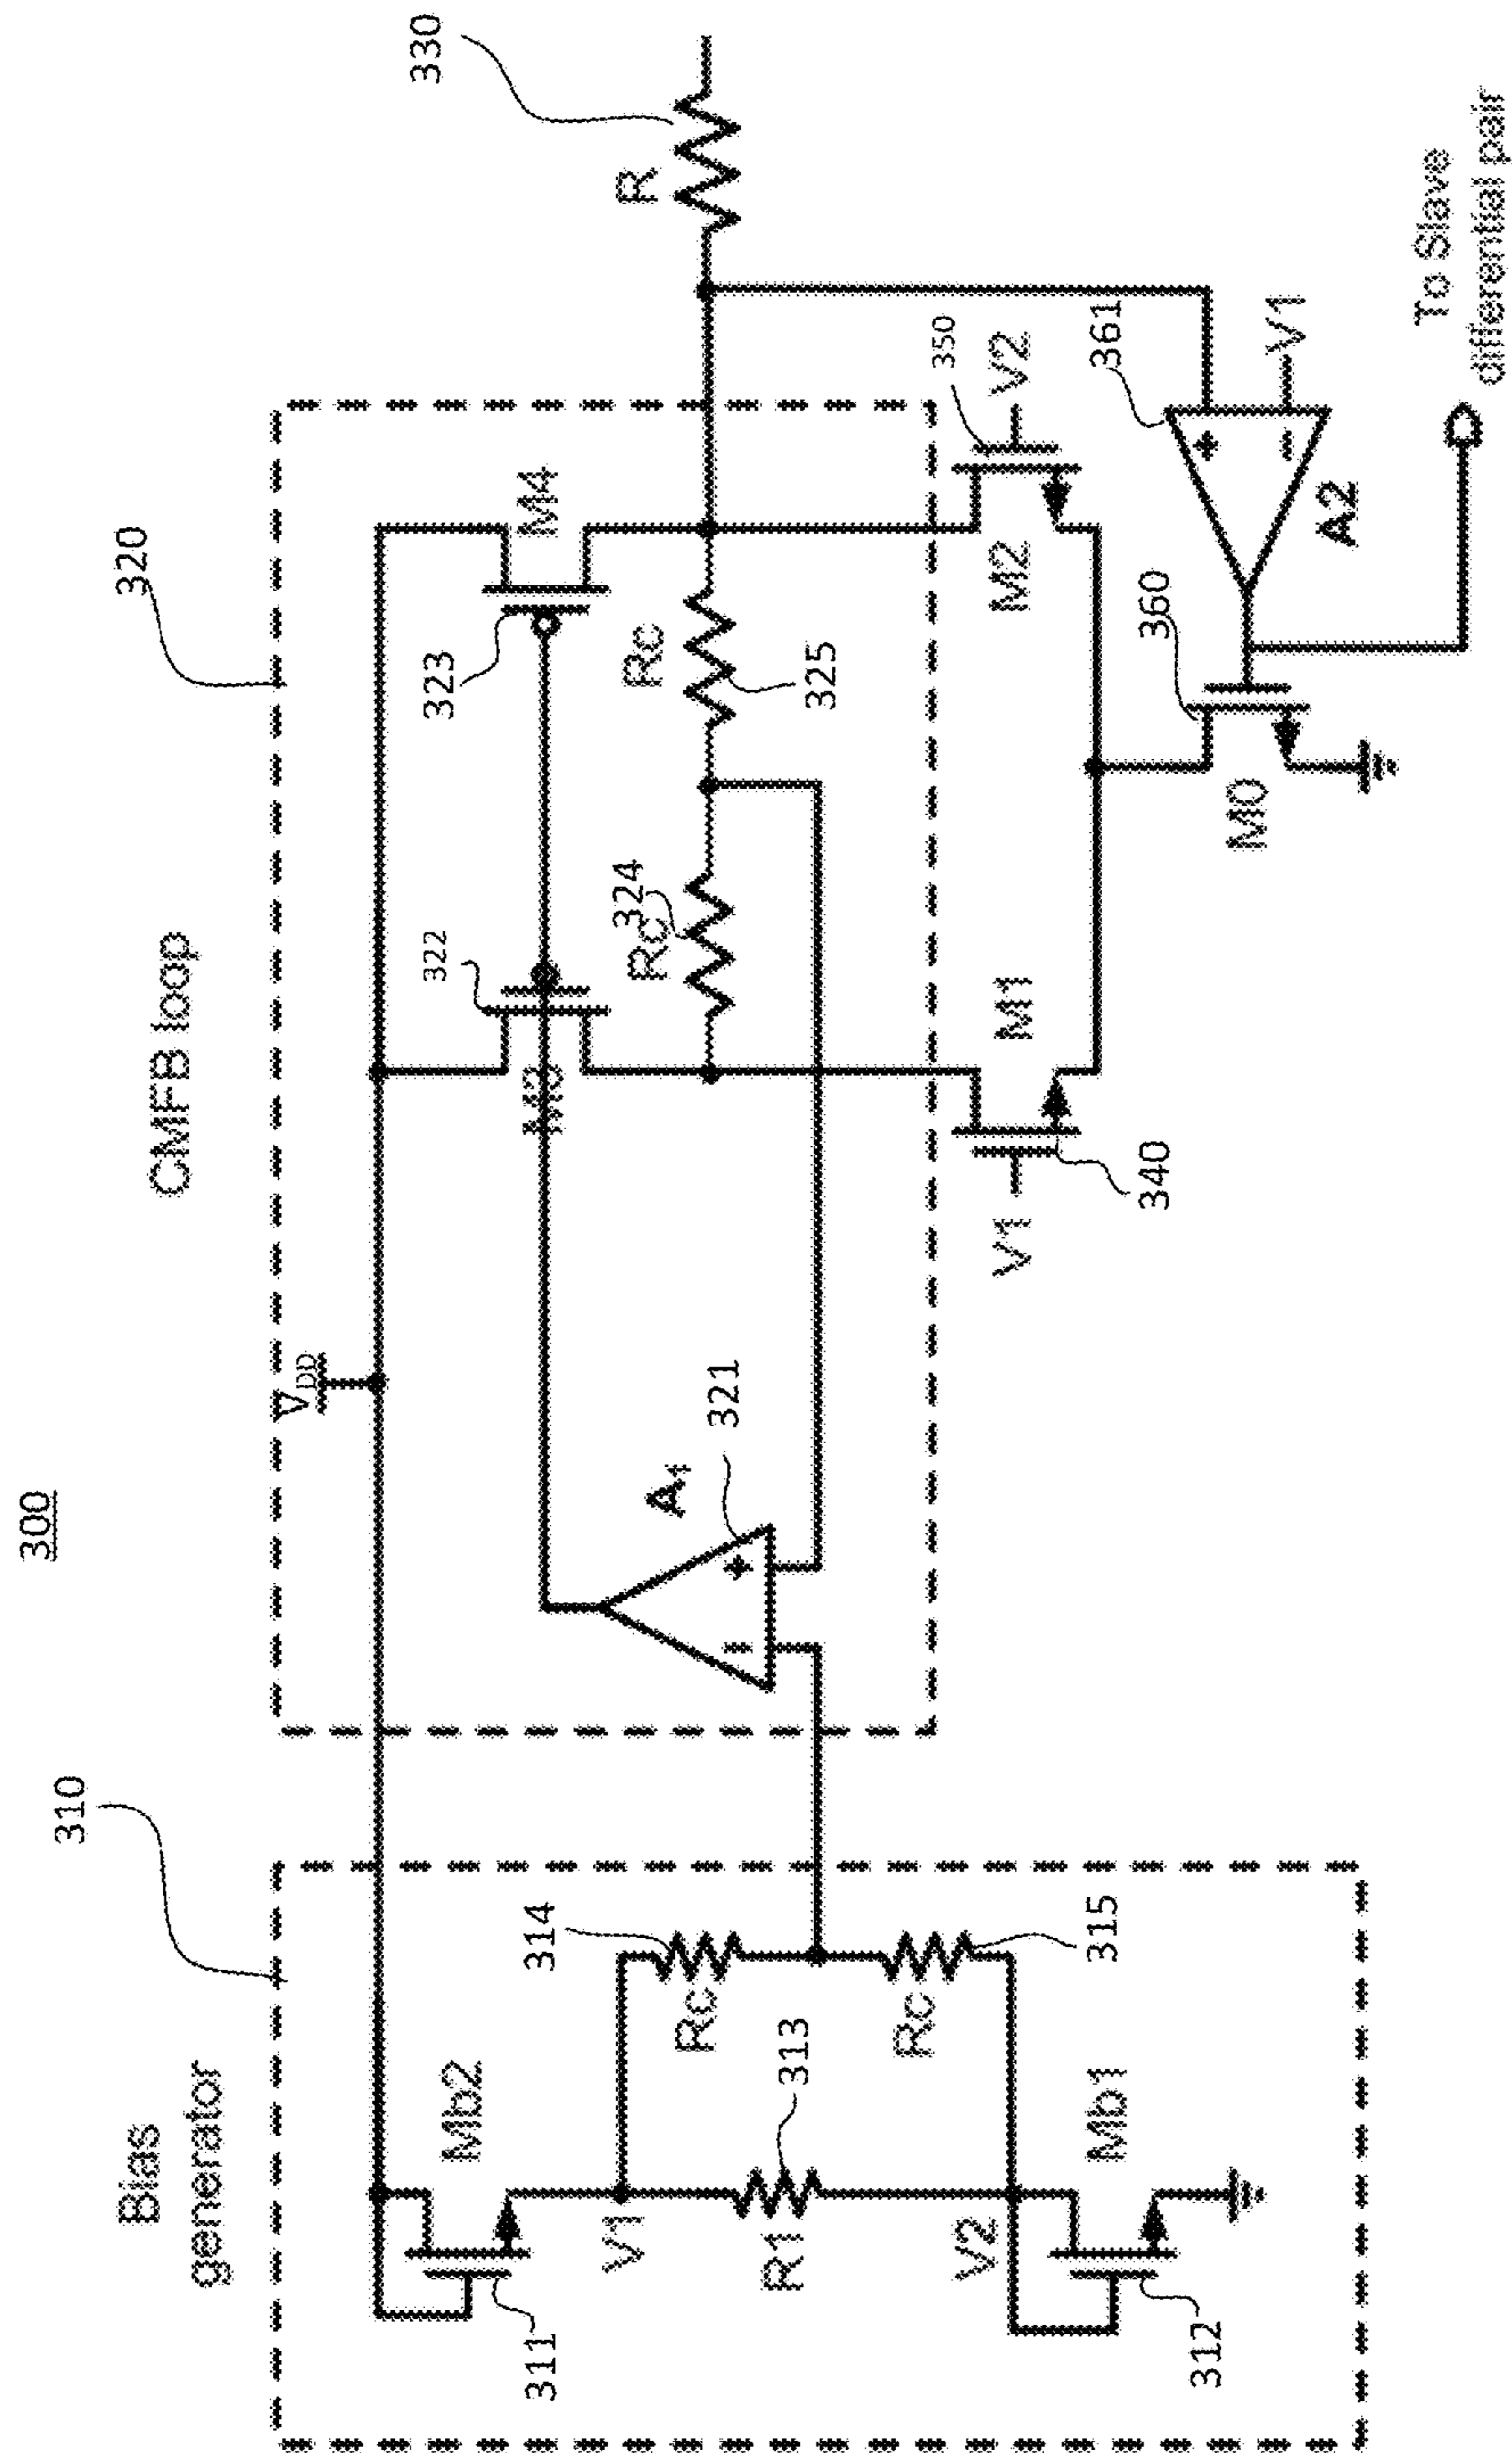 300
310
Bias
generator
Mb2
311
V1
Rc
314
R1
313
Rc
315
V2
Mb1
312
320
CMFB loop
VDD
A1
321
-
+
322
M3
323
M4
Rc
324
Rc
325
330
R
V1
340
M1
M2
350
V2
360
M0
361
+
-
V1
A2
To Slave
differential pair